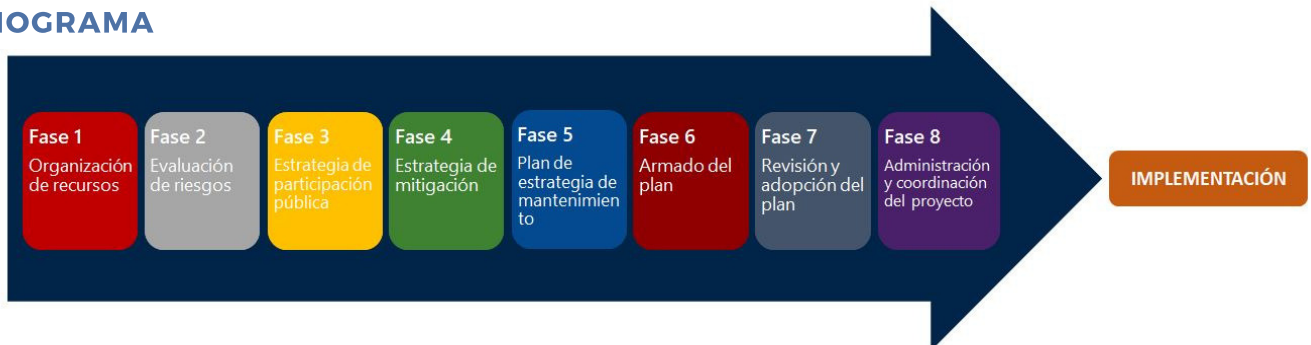 NOGRAMA
Fase 1
Organización
de recursos
Fase 2
Evaluación
de riesgos
Fase 3
Estrategia de
participación
pública
Fase 4
Estrategia de
mitigación
Fase 5
Plan de
estrategia de
mantenimien
to
Fase 6
Armado del
plan
Fase 7
Revisión y
adopción del
plan
Fase 8
Administración
y coordinación
del proyecto
IMPLEMENTACIÓN